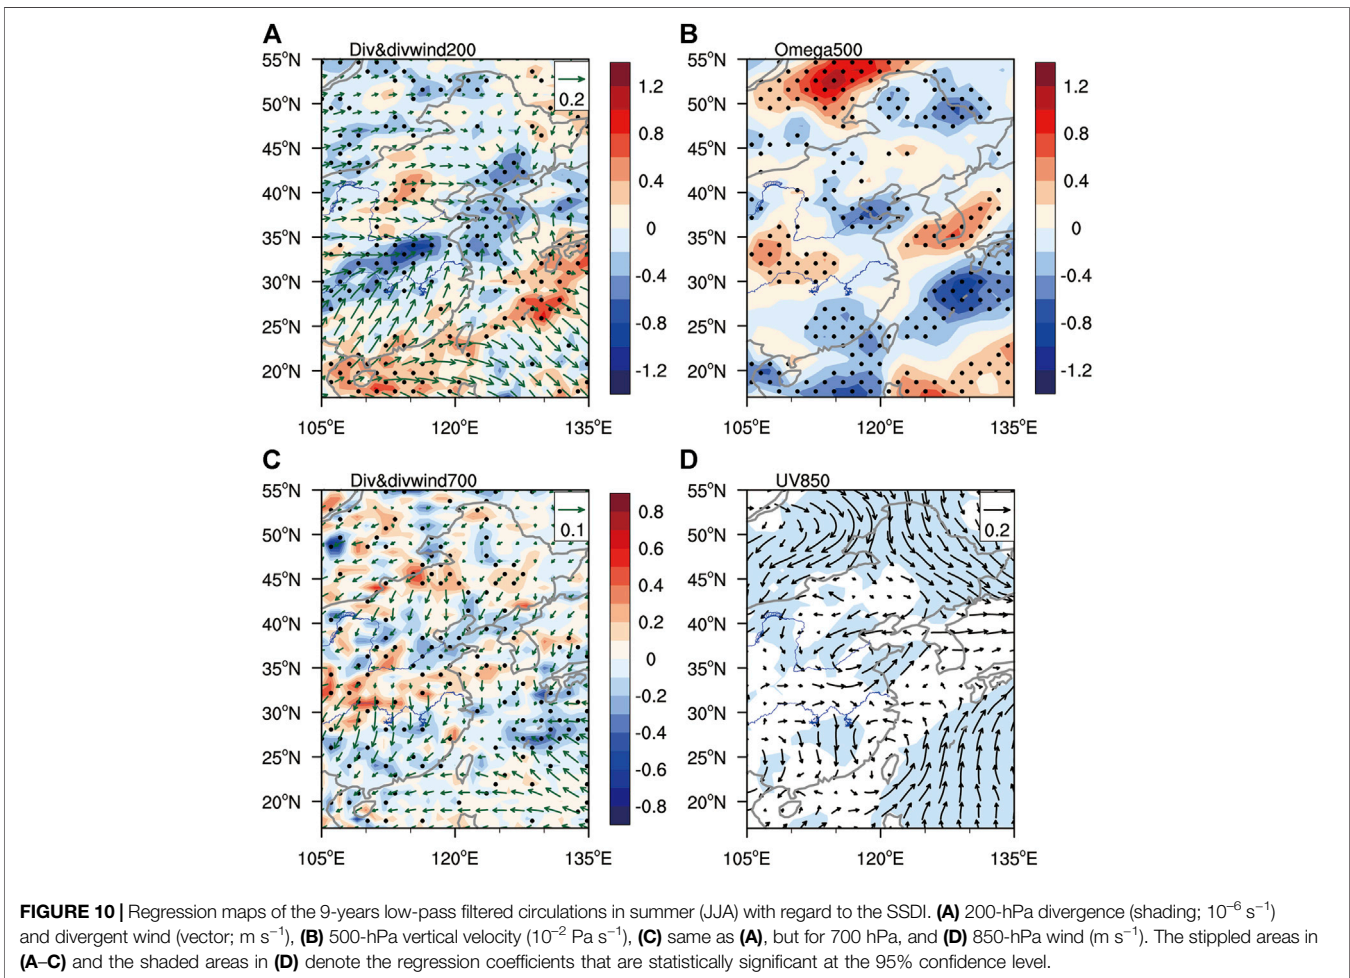 A
Div&divwind200
55°N
50°N
45°N
40°N
35°N
30°N
25°N
20°N
105°E
120°E
135°E
0.2
1.2
0.8
0.4
0
-0.4
-0.8
-1.2
B
Omega500
55°N
50°N
45°N
40°N
35°N
30°N
25°N
20°N
105°E
120°E
135°E
1.2
0.8
0.4
0
-0.4
-0.8
-1.2
C
Div&divwind700
55°N
50°N
45°N
40°N
35°N
30°N
25°N
20°N
105°E
120°E
135°E
0.1
0.8
0.6
0.4
0.2
0
-0.2
-0.4
-0.6
-0.8
D
UV850
55°N
50°N
45°N
40°N
35°N
30°N
25°N
20°N
105°E
120°E
135°E
0.2
FIGURE 10 | Regression maps of the 9-years low-pass filtered circulations in summer (JJA) with regard to the SSDI. (A) 200-hPa divergence (shading; 10⁻⁶ s⁻¹)
and divergent wind (vector; m s⁻¹), (B) 500-hPa vertical velocity (10⁻² Pa s⁻¹), (C) same as (A), but for 700 hPa, and (D) 850-hPa wind (m s⁻¹). The stippled areas in
(A–C) and the shaded areas in (D) denote the regression coefficients that are statistically significant at the 95% confidence level.